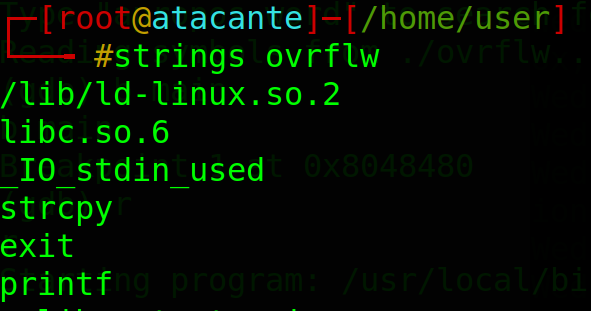 ┌─[root@atacante]─[/home/user]
└──╼ #strings ovrflw
/lib/ld-linux.so.2
libc.so.6
_IO_stdin_used
strcpy
exit
printf